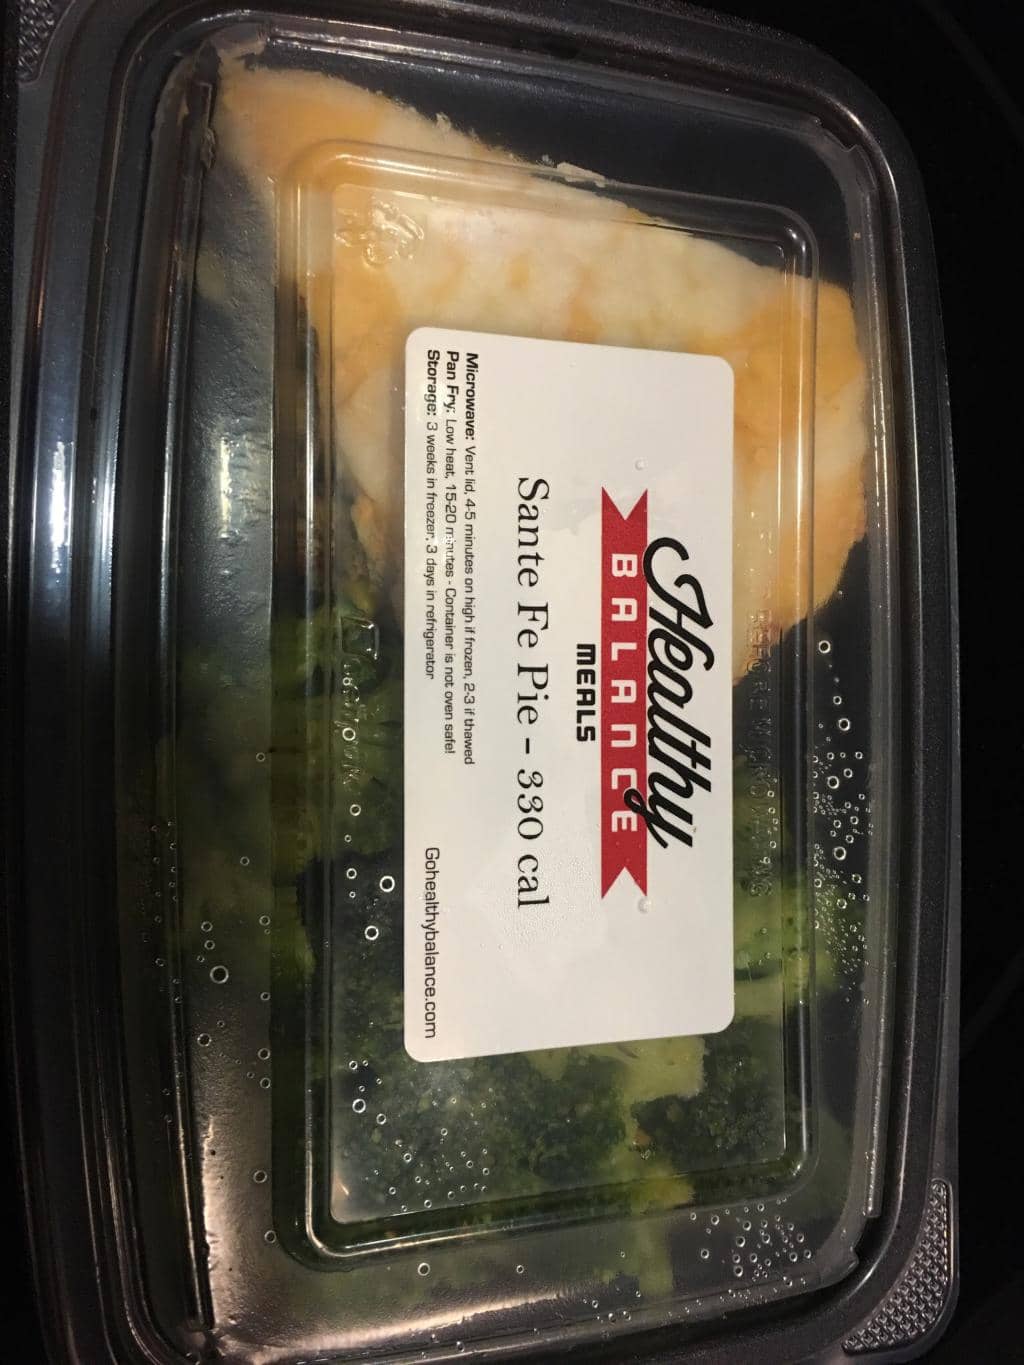 Healthy
BALANCE
MEALS
Sante Fe Pie - 330 cal
Microwave: Vent lid, 4-5 minutes on high if frozen, 2-3 if thawed
Pan Fry: Low heat, 15-20 minutes - Container is not oven safe!
Storage: 3 weeks in freezer, 3 days in refrigerator
Gohealthybalance.com